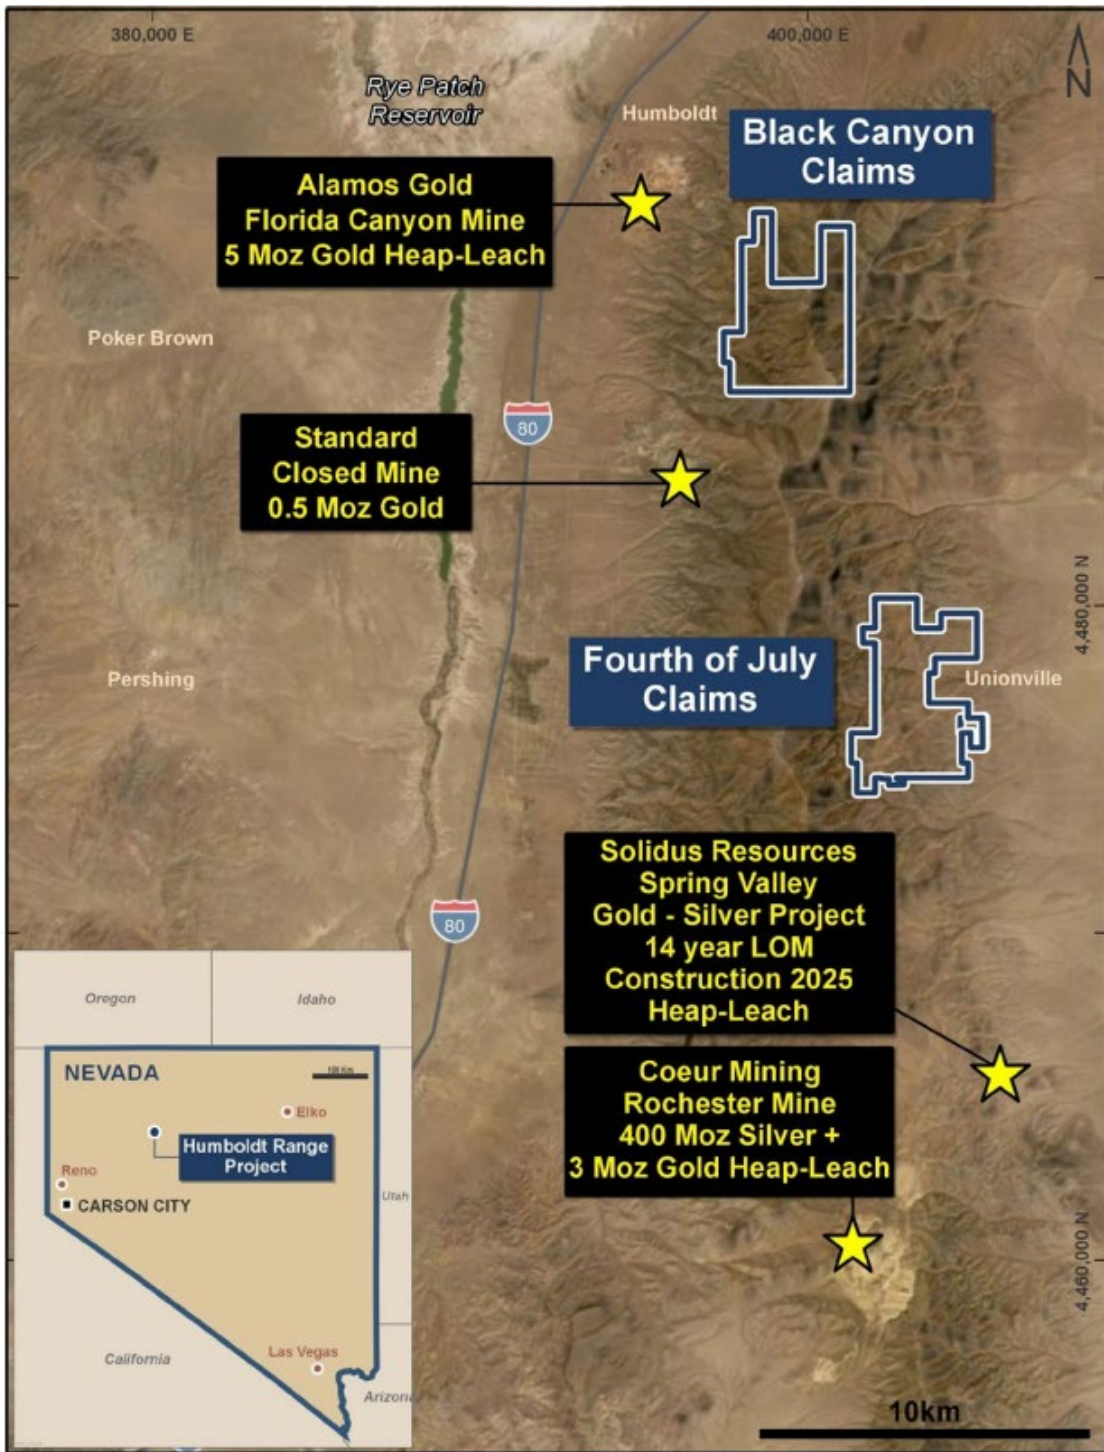 380,000 E
400,000 E
N
Rye Patch
Reservoir
Humboldt
Black Canyon
Claims
Alamos Gold
Florida Canyon Mine
5 Moz Gold Heap-Leach
Poker Brown
80
Standard
Closed Mine
0.5 Moz Gold
4,480,000 N
Fourth of July
Claims
Pershing
Unionville
Solidus Resources
Spring Valley
Gold - Silver Project
14 year LOM
Construction 2025
Heap-Leach
80
Coeur Mining
Rochester Mine
400 Moz Silver +
3 Moz Gold Heap-Leach
4,460,000 N
10km
Oregon
Idaho
NEVADA
100 Km
Elko
Humboldt Range
Project
Reno
CARSON CITY
Utah
California
Las Vegas
Arizona